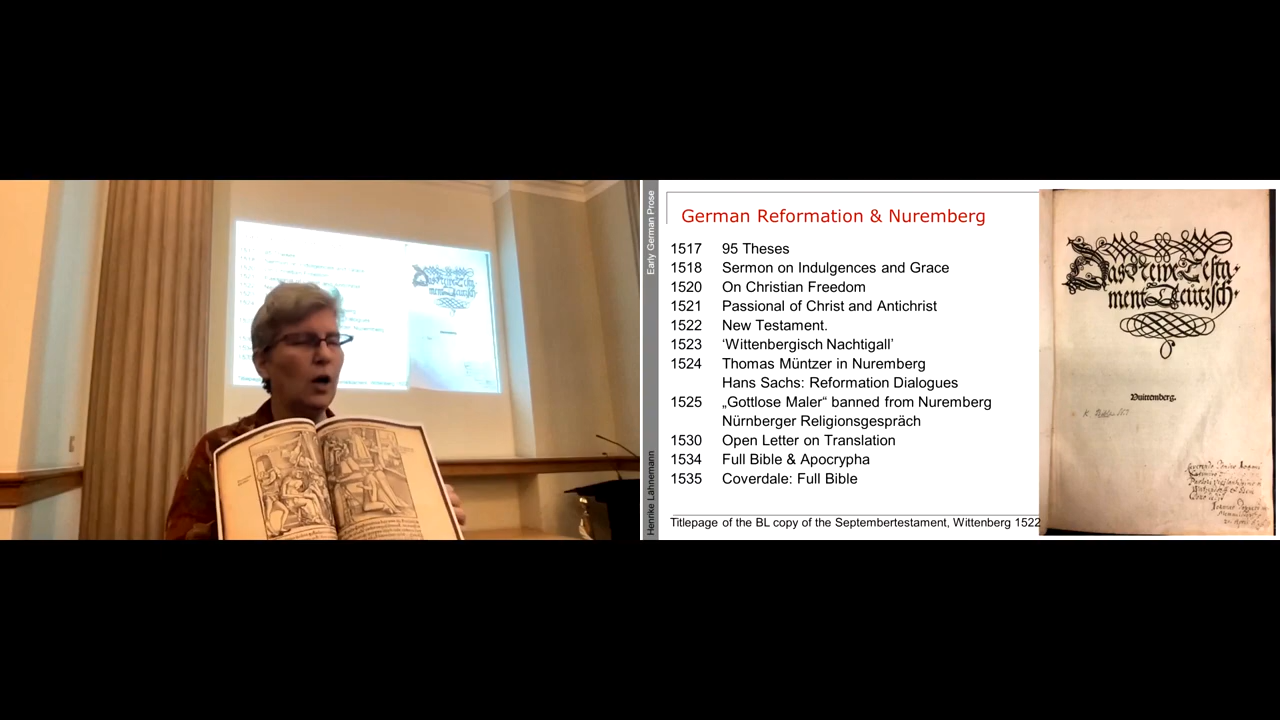 Early German Prose
Henrike Lähnemann
German Reformation & Nuremberg
1517 95 Theses
1518 Sermon on Indulgences and Grace
1520 On Christian Freedom
1521 Passional of Christ and Antichrist
1522 New Testament.
1523 ‘Wittenbergisch Nachtigall’
1524 Thomas Müntzer in Nuremberg
Hans Sachs: Reformation Dialogues
1525 „Gottlose Maler“ banned from Nuremberg
Nürnberger Religionsgespräch
1530 Open Letter on Translation
1534 Full Bible & Apocrypha
1535 Coverdale: Full Bible
Titlepage of the BL copy of the Septembertestament, Wittenberg 1522
Das Newe Testa-
ment Deutzsch.
Vuittemberg.